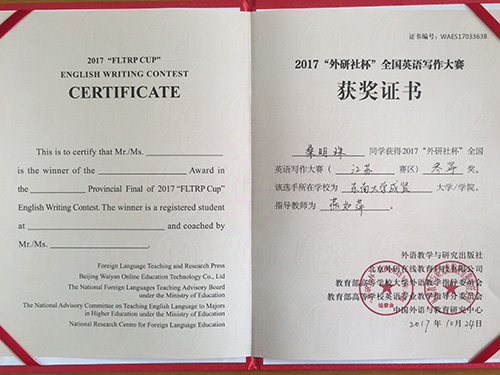 2017 “FLTRP CUP”
ENGLISH WRITING CONTEST
CERTIFICATE
This is to certify that Mr./Ms.
is the winner of the Award in
the Provincial Final of 2017 “FLTRP Cup”
English Writing Contest. The winner is a registered student
at and coached by
Mr./Ms. .
Foreign Language Teaching and Research Press
Beijing Waiyan Online Education Technology Co., Ltd
The National Foreign Languages Teaching Advisory Board
under the Ministry of Education
The National Advisory Committee on Teaching English Language to Majors
in Higher Education under the Ministry of Education
National Research Centre for Foreign Language Education
证书编号：WAES17033638
2017 “外研社杯” 全国英语写作大赛
获奖证书
桑明珠 同学获得2017 “外研社杯” 全国
英语写作大赛（ 江苏 赛区） 奖。
该选手所在学校为 东南大学成贤 大学/学院，
指导教师为 燕如萍 。
外语教学与研究出版社
北京外研在线教育科技有限公司
教育部高等学校大学外语教学指导委员会
教育部高等学校英语专业教学指导分委员会
中国外语与教育研究中心
2017年10月24日